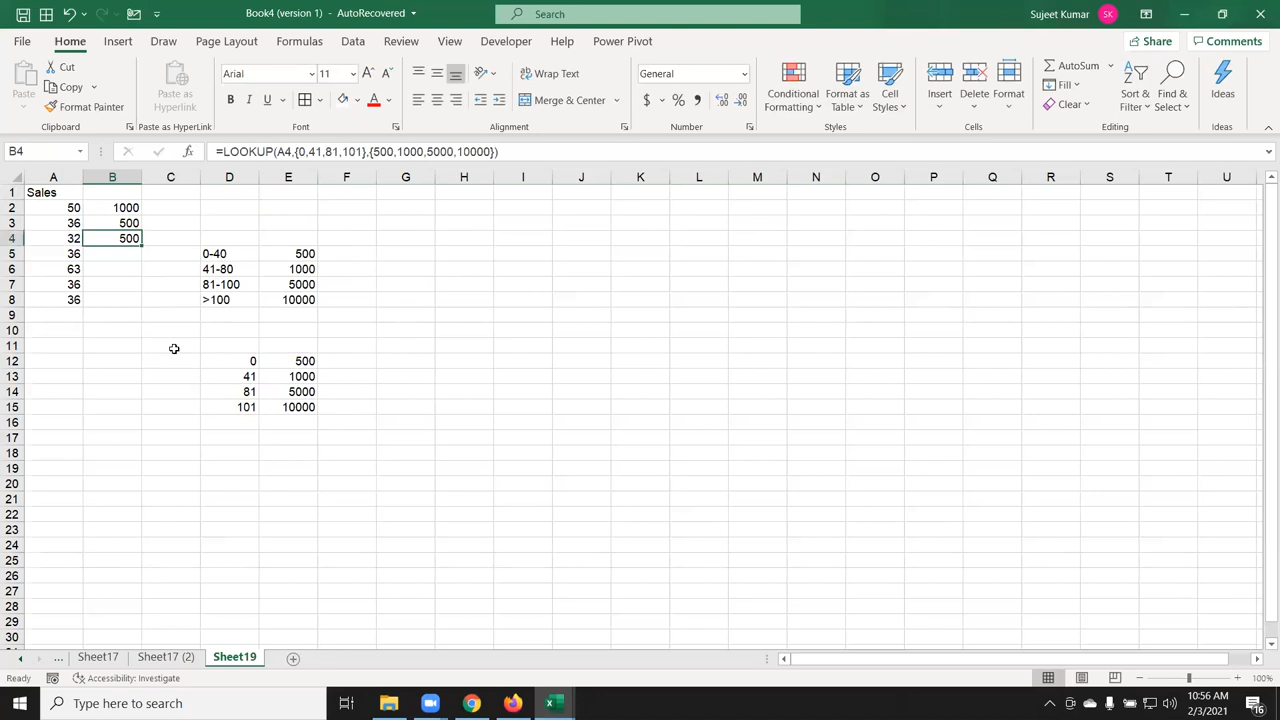 Book4 - AutoRecovered
Search
Sujeet Kumar
SK
File Home Insert Draw Page Layout Formulas Data Review View Developer Help Power Pivot
Share
Comments
Paste
Cut
Copy
Format Painter
Clipboard
Paste as
Hyperlink
Paste as HyperLink
Arial
11
B I U
Font
Wrap Text
Merge & Center
Alignment
General
$ % ,
Number
Conditional
Formatting
Format as
Table
Cell
Styles
Styles
Insert
Delete
Format
Cells
AutoSum
Fill
Clear
Sort &
Filter
Find &
Select
Editing
Ideas
Ideas
B4
fx
=LOOKUP(A4,{0,41,81,101},{500,1000,5000,10000})
A B C D E F G H I J K L M N O P Q R S T U
1 Sales
2 50 1000
3 36 500
4 32 500
5 36 0-40 500
6 63 41-80 1000
7 36 81-100 5000
8 36 >100 10000
9
10
11
12 0 500
13 41 1000
14 81 5000
15 101 10000
16
17
18
19
20
21
22
23
24
25
26
27
28
29
30
... Sheet17 Sheet17 (2) Sheet19
Ready
Accessibility: Investigate
100%
Type here to search
10:56 AM
2/3/2021
16